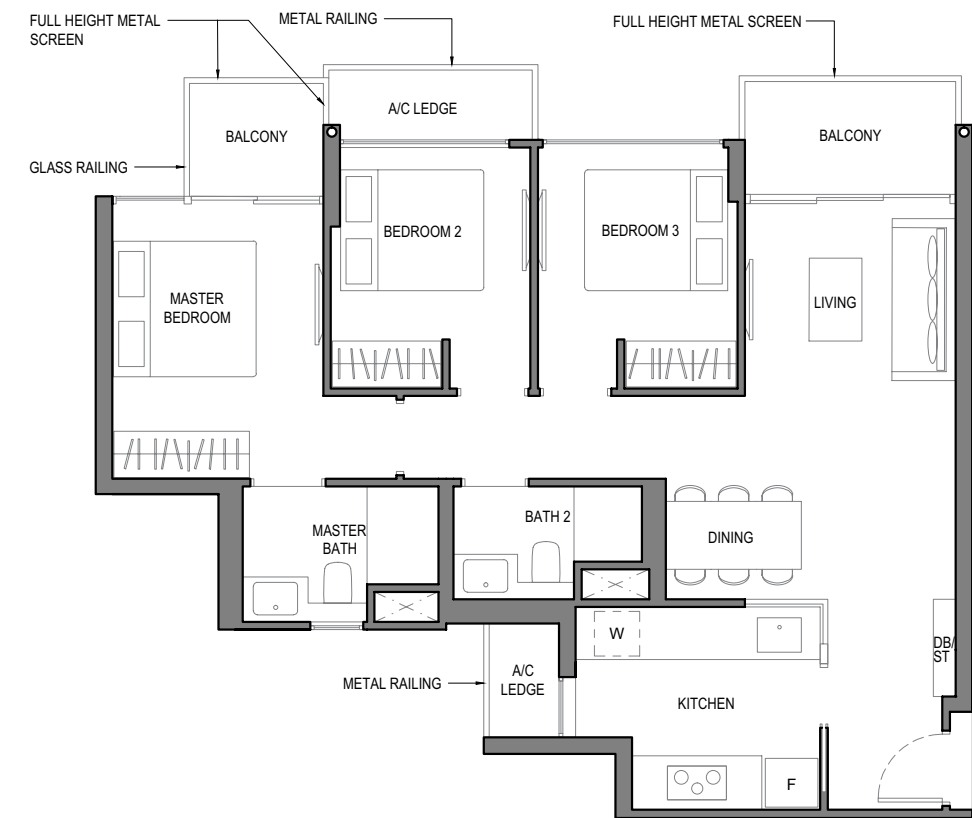 FULL HEIGHT METAL
SCREEN
METAL RAILING
FULL HEIGHT METAL SCREEN
A/C LEDGE
BALCONY
BALCONY
GLASS RAILING
BEDROOM 2
BEDROOM 3
MASTER
BEDROOM
LIVING
MASTER
BATH
BATH 2
DINING
W
DB/
ST
METAL RAILING
A/C
LEDGE
KITCHEN
F